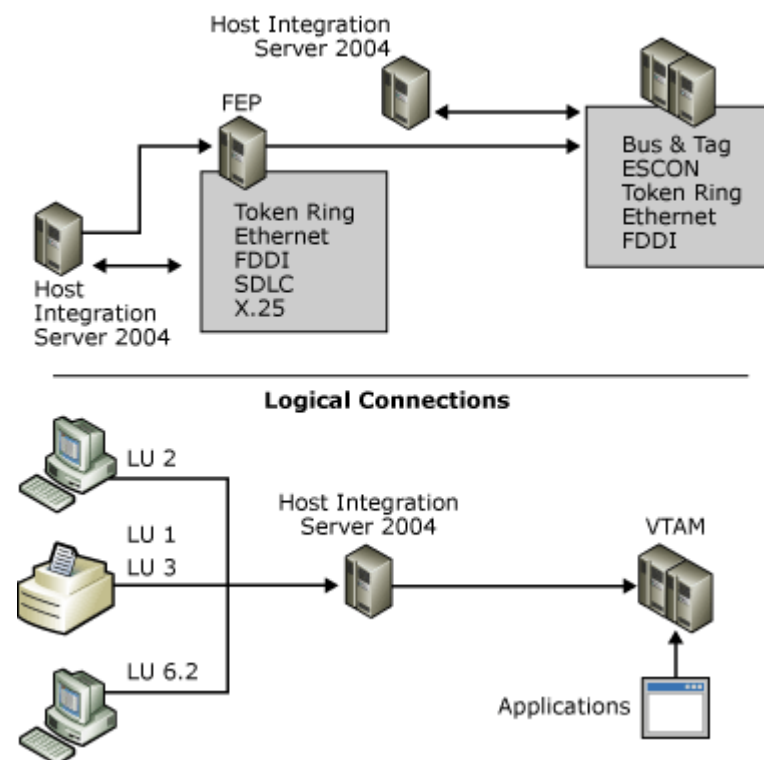 Host Integration
Server 2004
FEP
Bus & Tag
ESCON
Token Ring
Ethernet
FDDI
Token Ring
Ethernet
FDDI
SDLC
X.25
Host
Integration
Server 2004
Logical Connections
LU 2
LU 1
LU 3
LU 6.2
Host Integration
Server 2004
VTAM
Applications